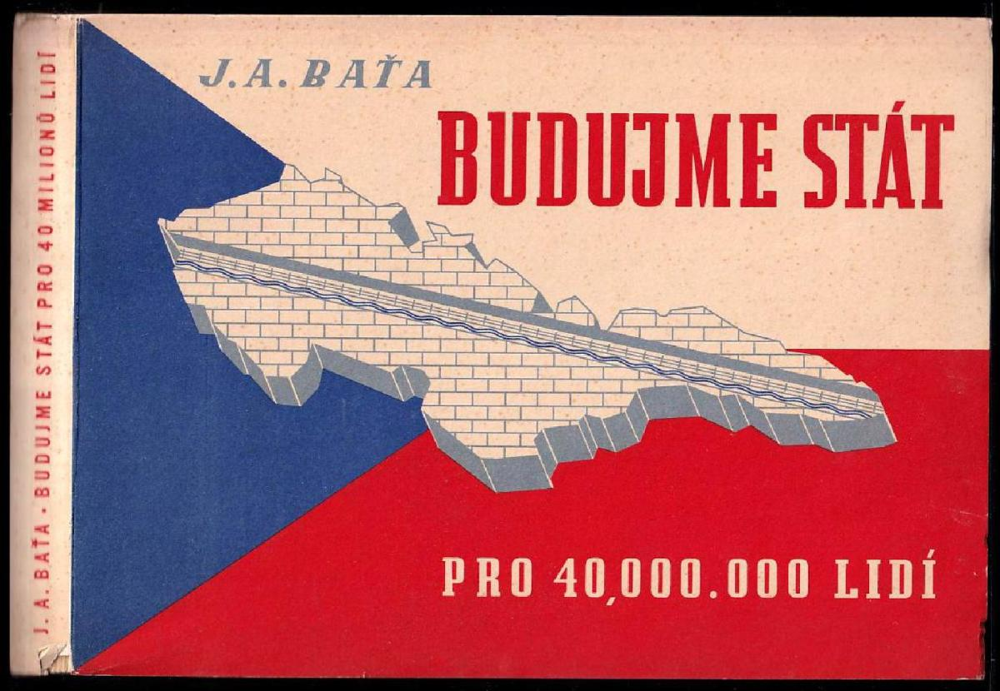 J. A. BAŤA · BUDUJME STÁT PRO 40 MILIONŮ LIDÍ
J. A. BAŤA
BUDUJME STÁT
PRO 40,000.000 LIDÍ